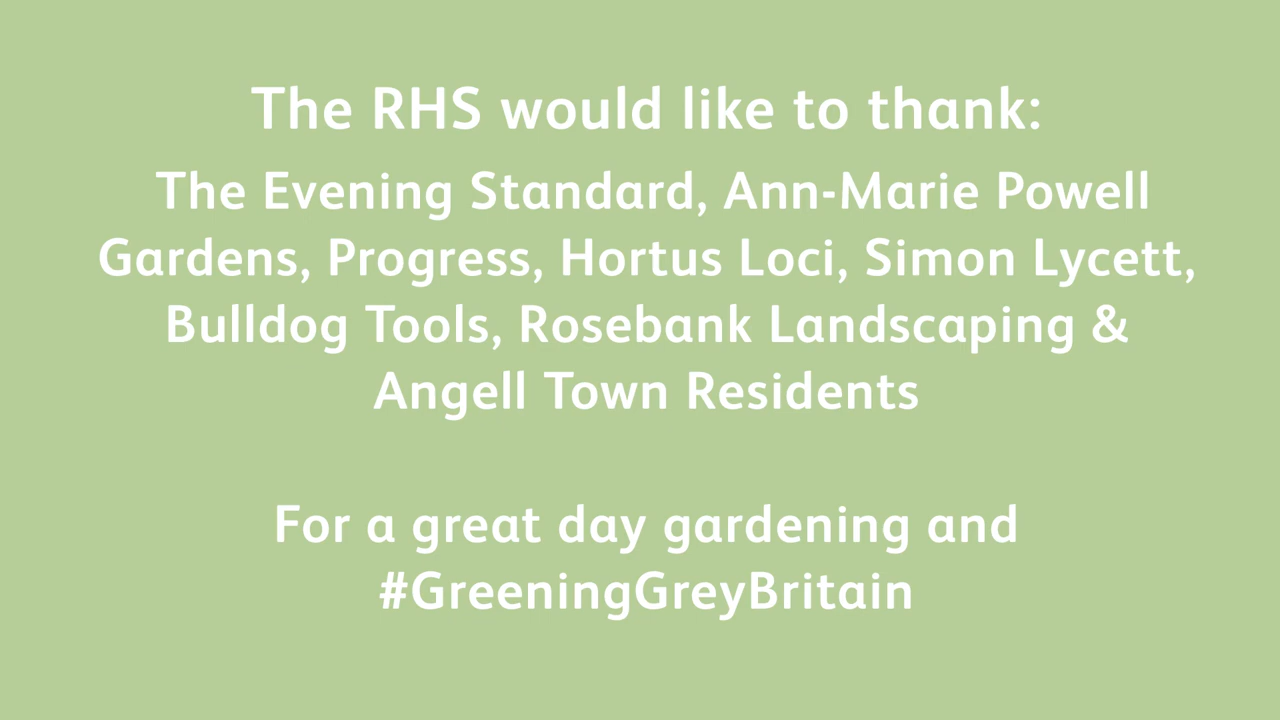 The RHS would like to thank:
The Evening Standard, Ann-Marie Powell
Gardens, Progress, Hortus Loci, Simon Lycett,
Bulldog Tools, Rosebank Landscaping &
Angell Town Residents
For a great day gardening and
#GreeningGreyBritain